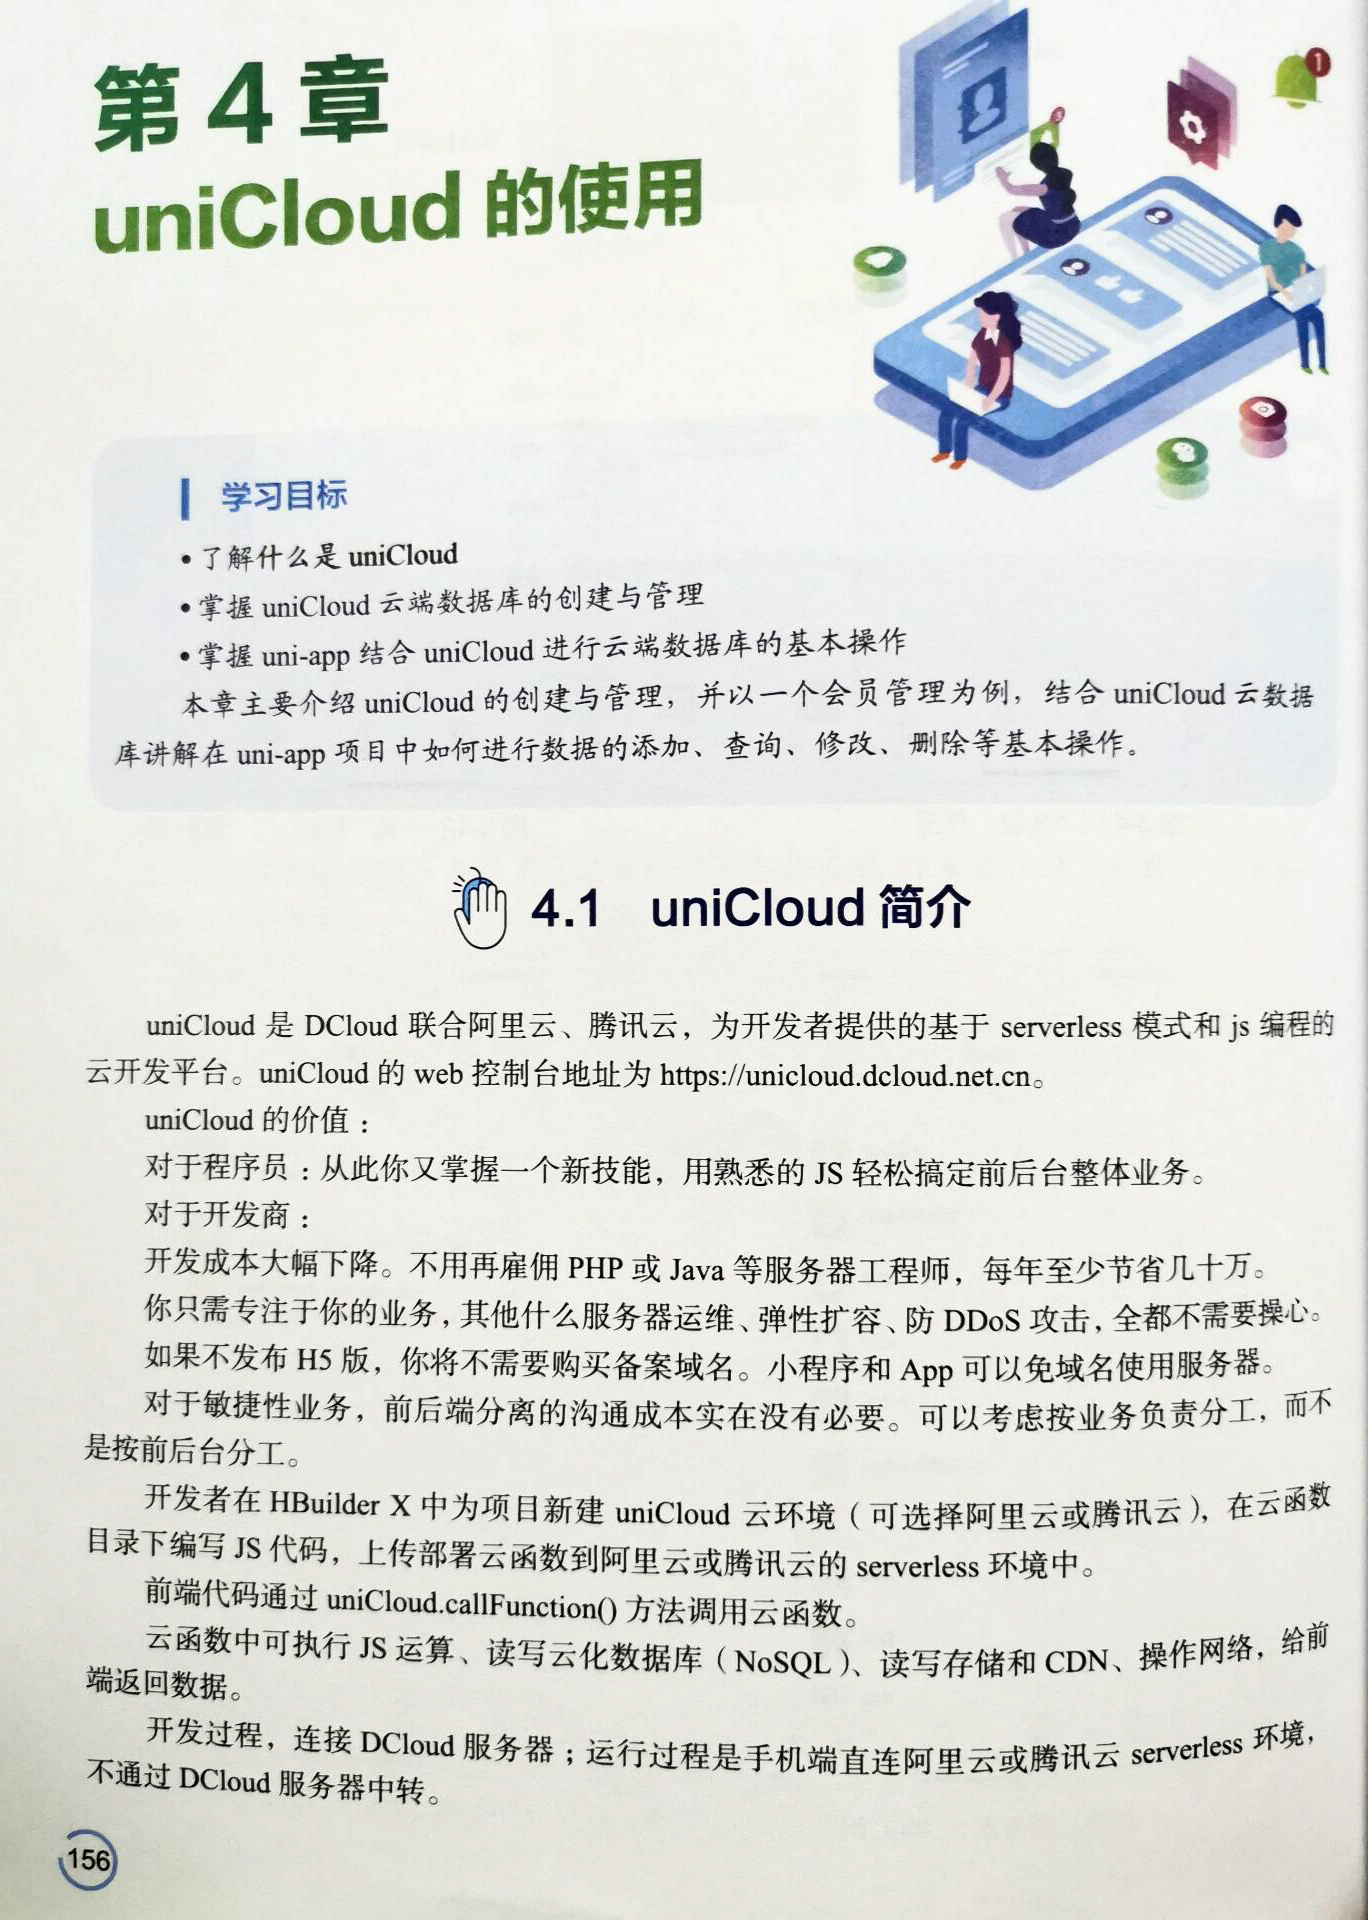 第4章
uniCloud 的使用
1
学习目标
•了解什么是 uniCloud
•掌握 uniCloud 云端数据库的创建与管理
•掌握 uni-app 结合 uniCloud 进行云端数据库的基本操作
本章主要介绍 uniCloud 的创建与管理，并以一个会员管理为例，结合 uniCloud 云数据
库讲解在 uni-app 项目中如何进行数据的添加、查询、修改、删除等基本操作。
4.1 uniCloud 简介
uniCloud 是 DCloud 联合阿里云、腾讯云，为开发者提供的基于 serverless 模式和 js 编程的
云开发平台。uniCloud 的 web 控制台地址为 https://unicloud.dcloud.net.cn。
uniCloud 的价值：
对于程序员：从此你又掌握一个新技能，用熟悉的 JS 轻松搞定前后台整体业务。
对于开发商：
开发成本大幅下降。不用再雇佣 PHP 或 Java 等服务器工程师，每年至少节省几十万。
你只需专注于你的业务，其他什么服务器运维、弹性扩容、防 DDoS 攻击，全都不需要操心。
如果不发布 H5 版，你将不需要购买备案域名。小程序和 App 可以免域名使用服务器。
对于敏捷性业务，前后端分离的沟通成本实在没有必要。可以考虑按业务负责分工，而不
是按前后台分工。
开发者在 HBuilder X 中为项目新建 uniCloud 云环境（可选择阿里云或腾讯云），在云函数
目录下编写 JS 代码，上传部署云函数到阿里云或腾讯云的 serverless 环境中。
前端代码通过 uniCloud.callFunction() 方法调用云函数。
云函数中可执行 JS 运算、读写云化数据库（NoSQL）、读写存储和 CDN、操作网络，给前
端返回数据。
开发过程，连接 DCloud 服务器；运行过程是手机端直连阿里云或腾讯云 serverless 环境，
不通过 DCloud 服务器中转。
156